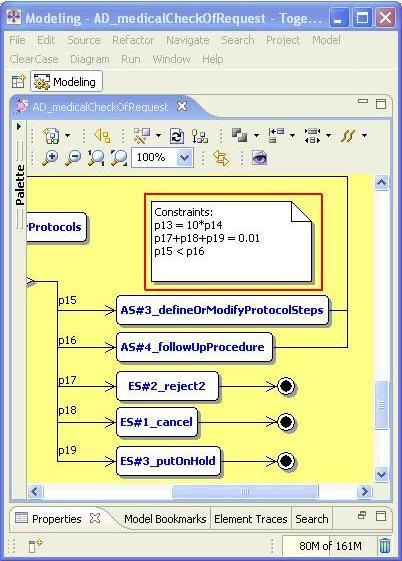 Modeling - AD_medicalCheckOfRequest - Toge...
File Edit Source Refactor Navigate Search Project Model
ClearCase Diagram Run Window Help
Modeling
AD_medicalCheckOfRequest
100%
Palette
Constraints:
p13 = 10*p14
p17+p18+p19 = 0.01
p15 < p16
Protocols
p15
AS#3_defineOrModifyProtocolSteps
p16
AS#4_followUpProcedure
p17
ES#2_reject2
p18
ES#1_cancel
p19
ES#3_putOnHold
Properties Model Bookmarks Element Traces Search
80M of 161M